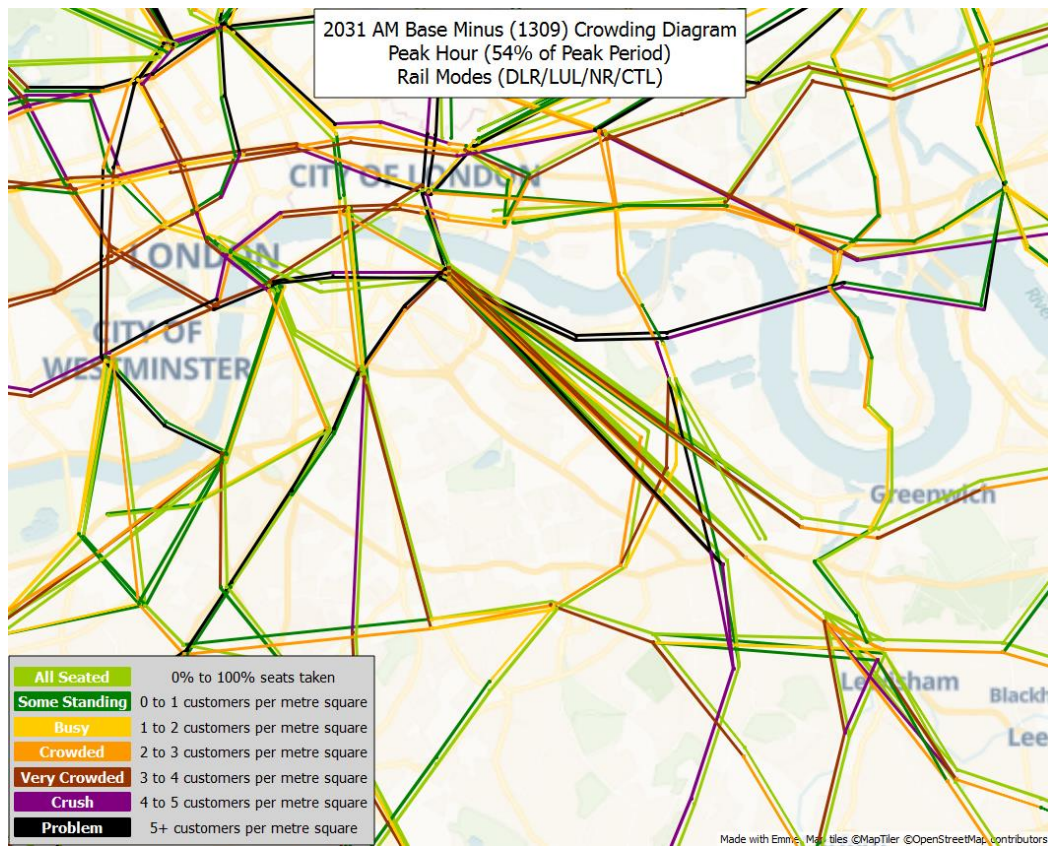 2031 AM Base Minus (1309) Crowding Diagram
Peak Hour (54% of Peak Period)
Rail Modes (DLR/LUL/NR/CTL)
CITY OF LONDON
LONDON
CITY OF
WESTMINSTER
River
Greenwich
Lewisham
Blackh
Lee
All Seated 0% to 100% seats taken
Some Standing 0 to 1 customers per metre square
Busy 1 to 2 customers per metre square
Crowded 2 to 3 customers per metre square
Very Crowded 3 to 4 customers per metre square
Crush 4 to 5 customers per metre square
Problem 5+ customers per metre square
Made with Emme, Map tiles ©MapTiler ©OpenStreetMap contributors